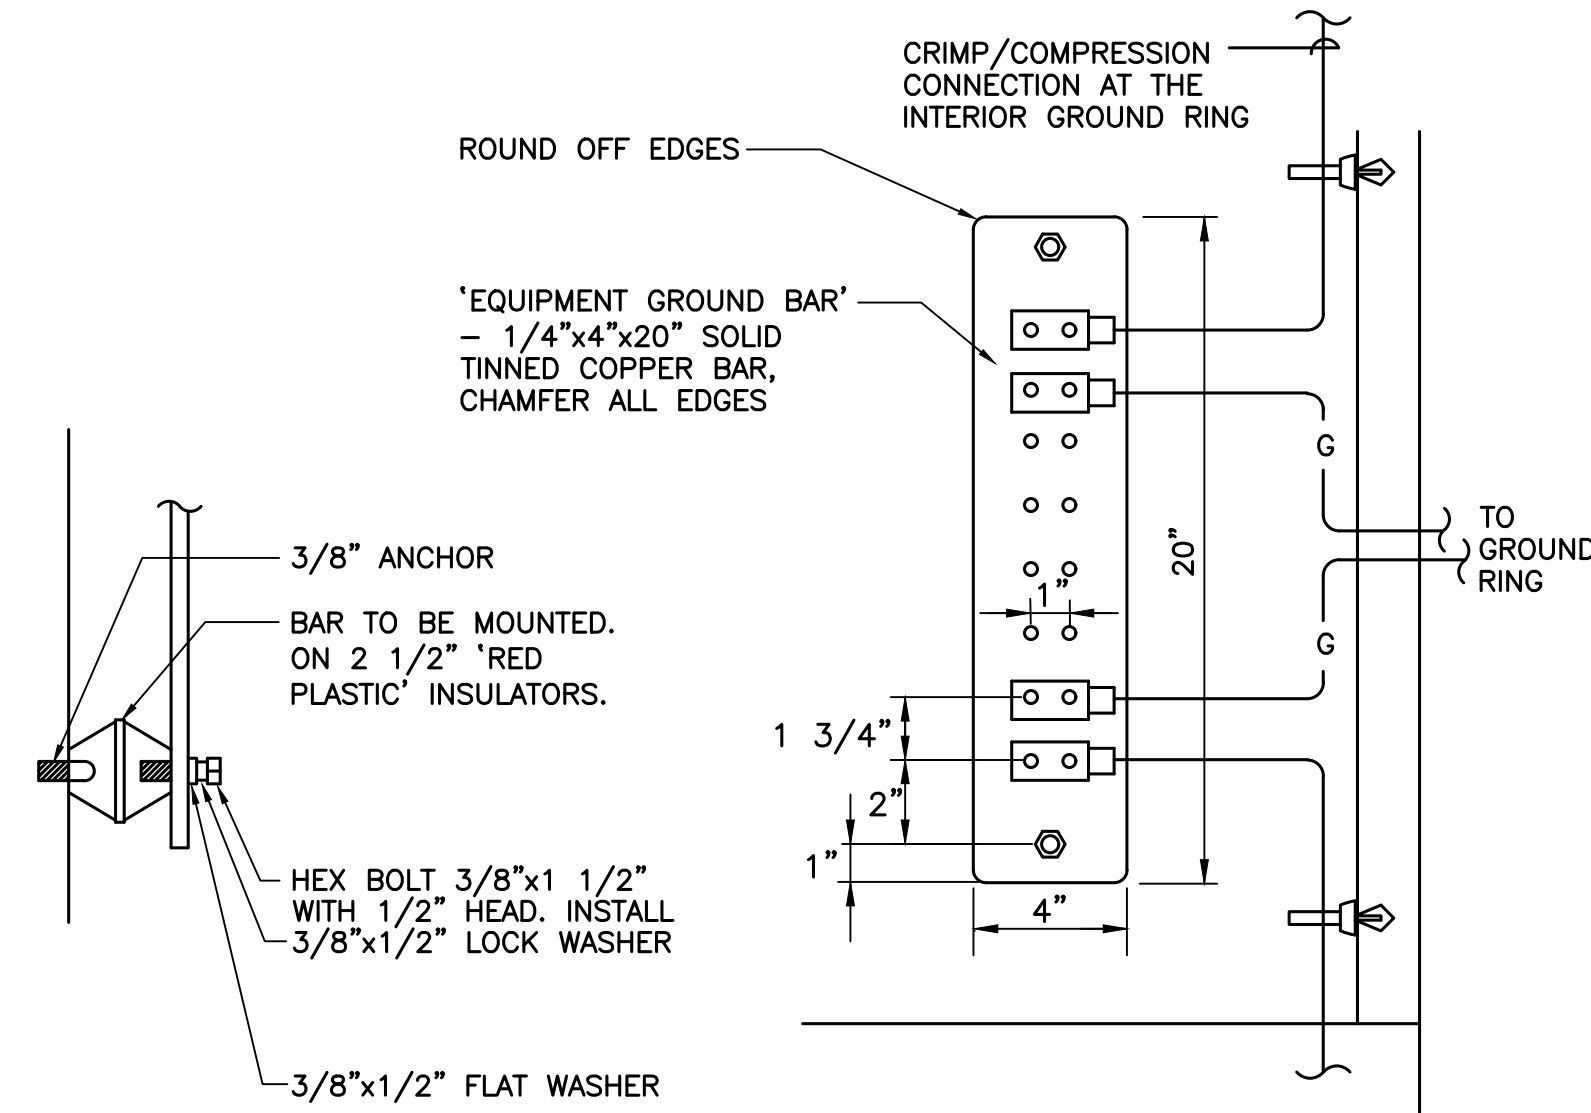 CRIMP/COMPRESSION
CONNECTION AT THE
INTERIOR GROUND RING
ROUND OFF EDGES
‘EQUIPMENT GROUND BAR’
– 1/4”x4”x20” SOLID
TINNED COPPER BAR,
CHAMFER ALL EDGES
G
20”
TO
GROUND
RING
3/8” ANCHOR
1”
BAR TO BE MOUNTED.
ON 2 1/2” ‘RED
PLASTIC’ INSULATORS.
G
1 3/4”
2”
1”
4”
HEX BOLT 3/8”x1 1/2”
WITH 1/2” HEAD. INSTALL
3/8”x1/2” LOCK WASHER
3/8”x1/2” FLAT WASHER